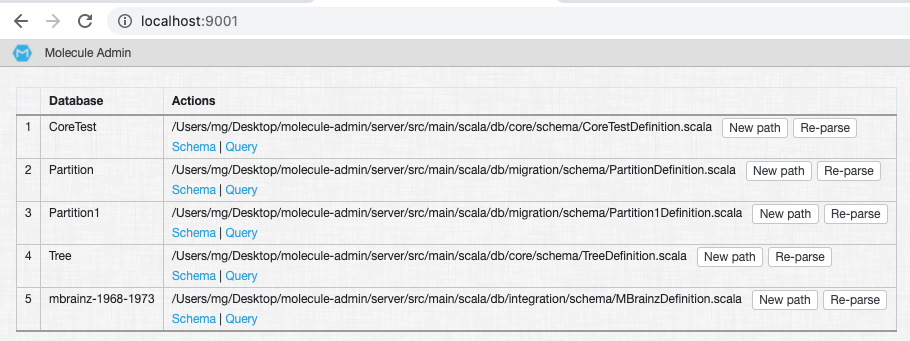 localhost:9001
Molecule Admin
Database Actions
1 CoreTest /Users/mg/Desktop/molecule-admin/server/src/main/scala/db/core/schema/CoreTestDefinition.scala New path Re-parse
Schema | Query
2 Partition /Users/mg/Desktop/molecule-admin/server/src/main/scala/db/migration/schema/PartitionDefinition.scala New path Re-parse
Schema | Query
3 Partition1 /Users/mg/Desktop/molecule-admin/server/src/main/scala/db/migration/schema/Partition1Definition.scala New path Re-parse
Schema | Query
4 Tree /Users/mg/Desktop/molecule-admin/server/src/main/scala/db/core/schema/TreeDefinition.scala New path Re-parse
Schema | Query
5 mbrainz-1968-1973 /Users/mg/Desktop/molecule-admin/server/src/main/scala/db/integration/schema/MBrainzDefinition.scala New path Re-parse
Schema | Query